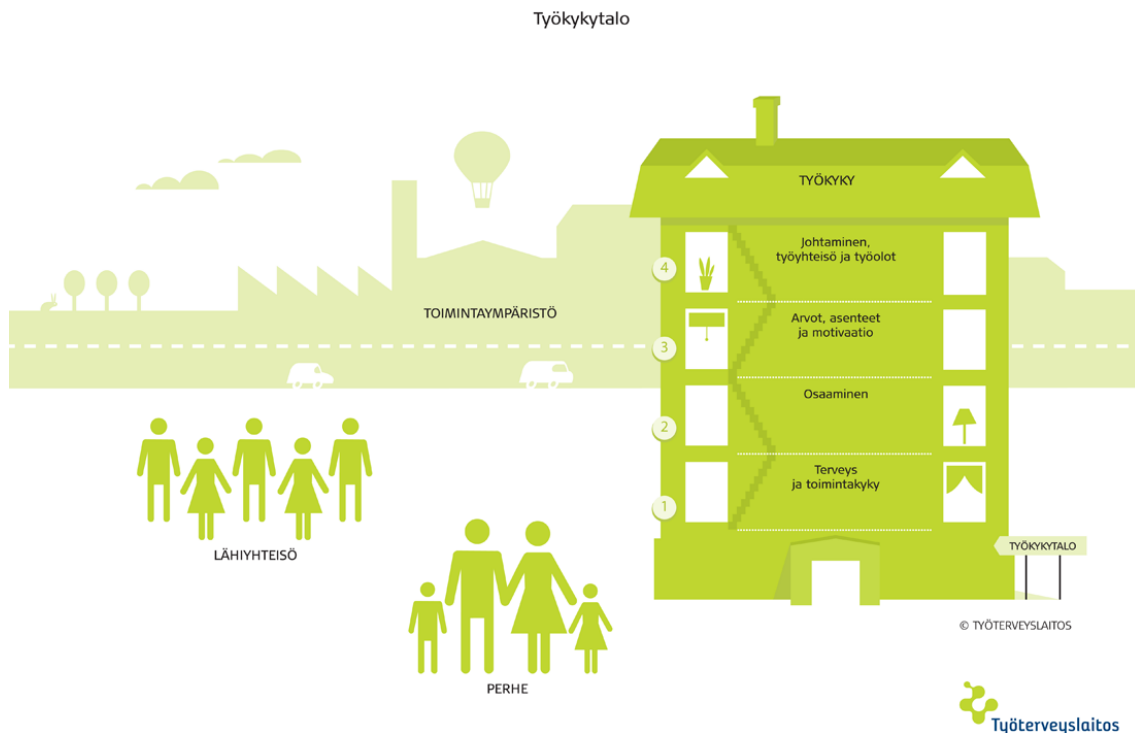 Työkykytalo
TYÖKYKY
4
Johtaminen,
työyhteisö ja työolot
TOIMINTAYMPÄRISTÖ
3
Arvot, asenteet
ja motivaatio
2
Osaaminen
1
Terveys
ja toimintakyky
LÄHIYHTEISÖ
TYÖKYKYTALO
PERHE
© TYÖTERVEYSLAITOS
Työterveyslaitos